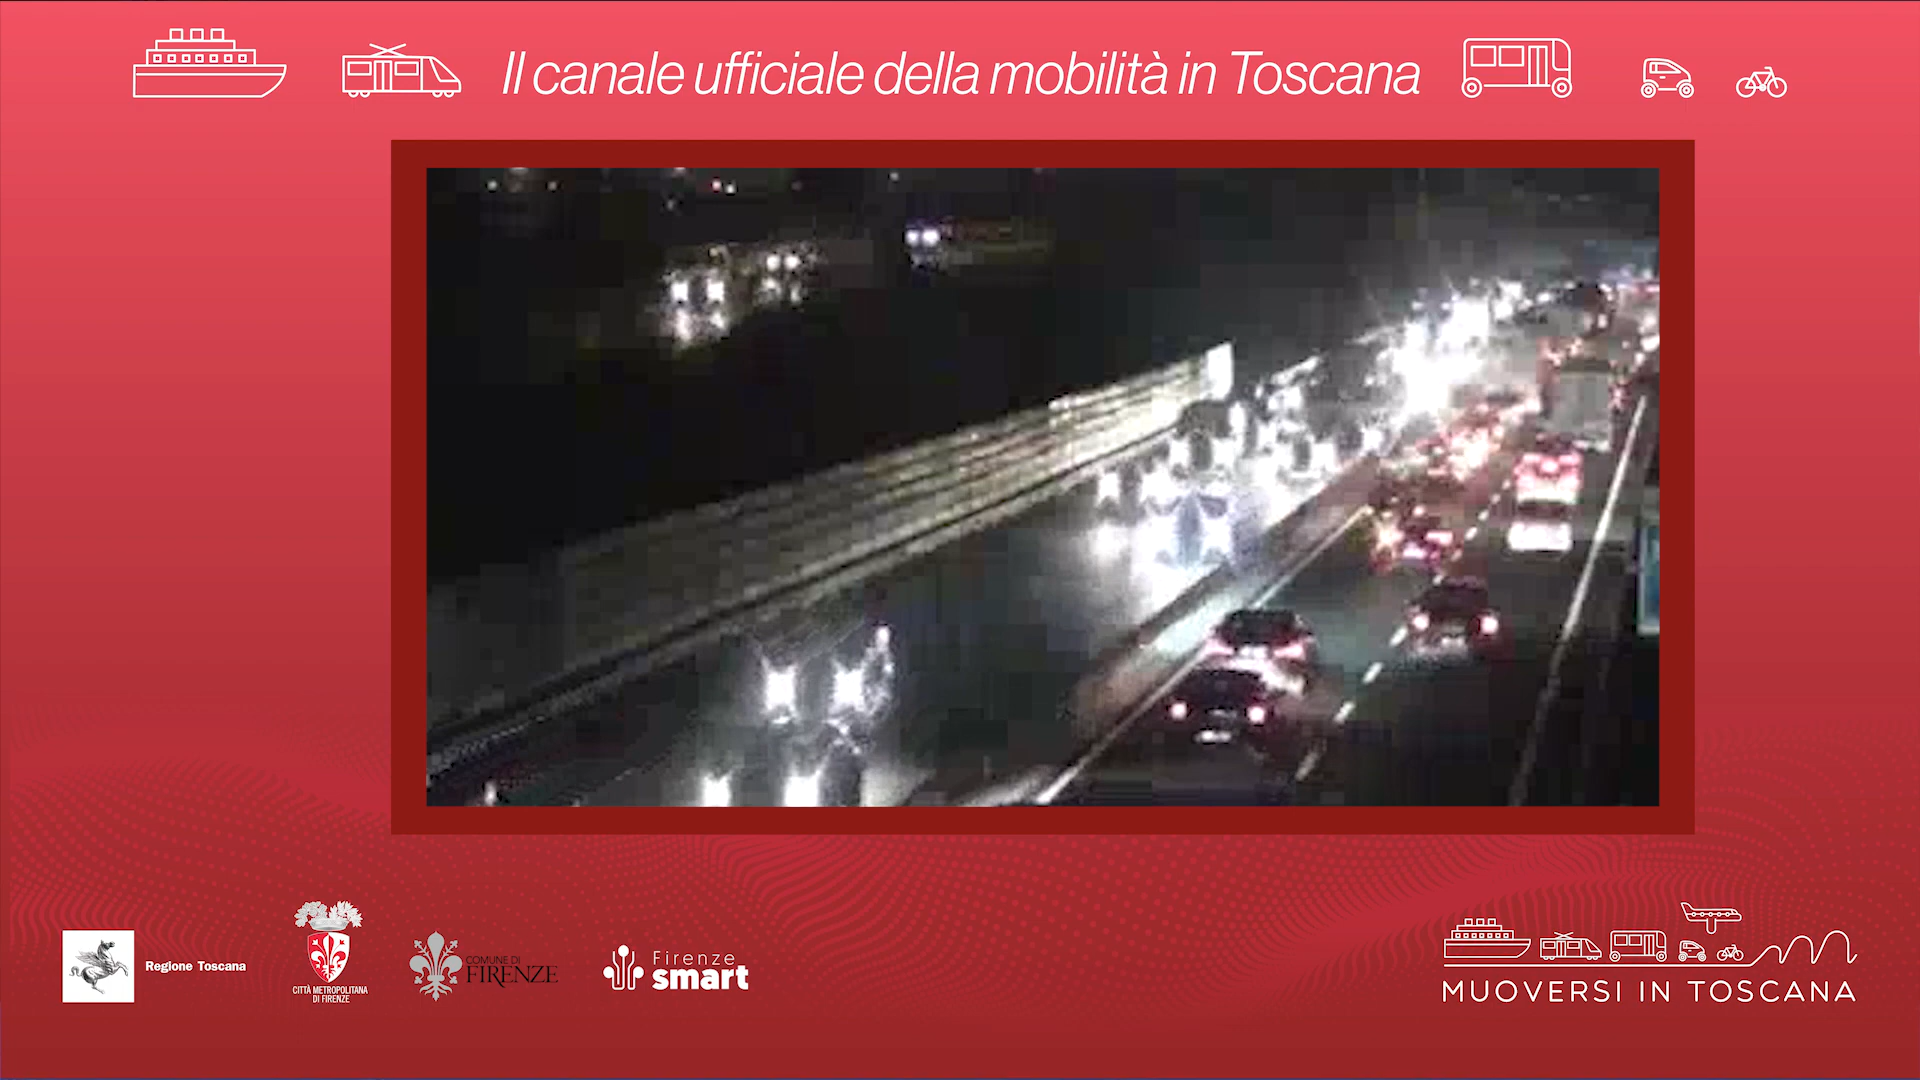 Il canale ufficiale della mobilità in Toscana
Regione Toscana
CITTÀ METROPOLITANA
DI FIRENZE
COMUNE DI
FIRENZE
Firenze
smart
MUOVERSI IN TOSCANA